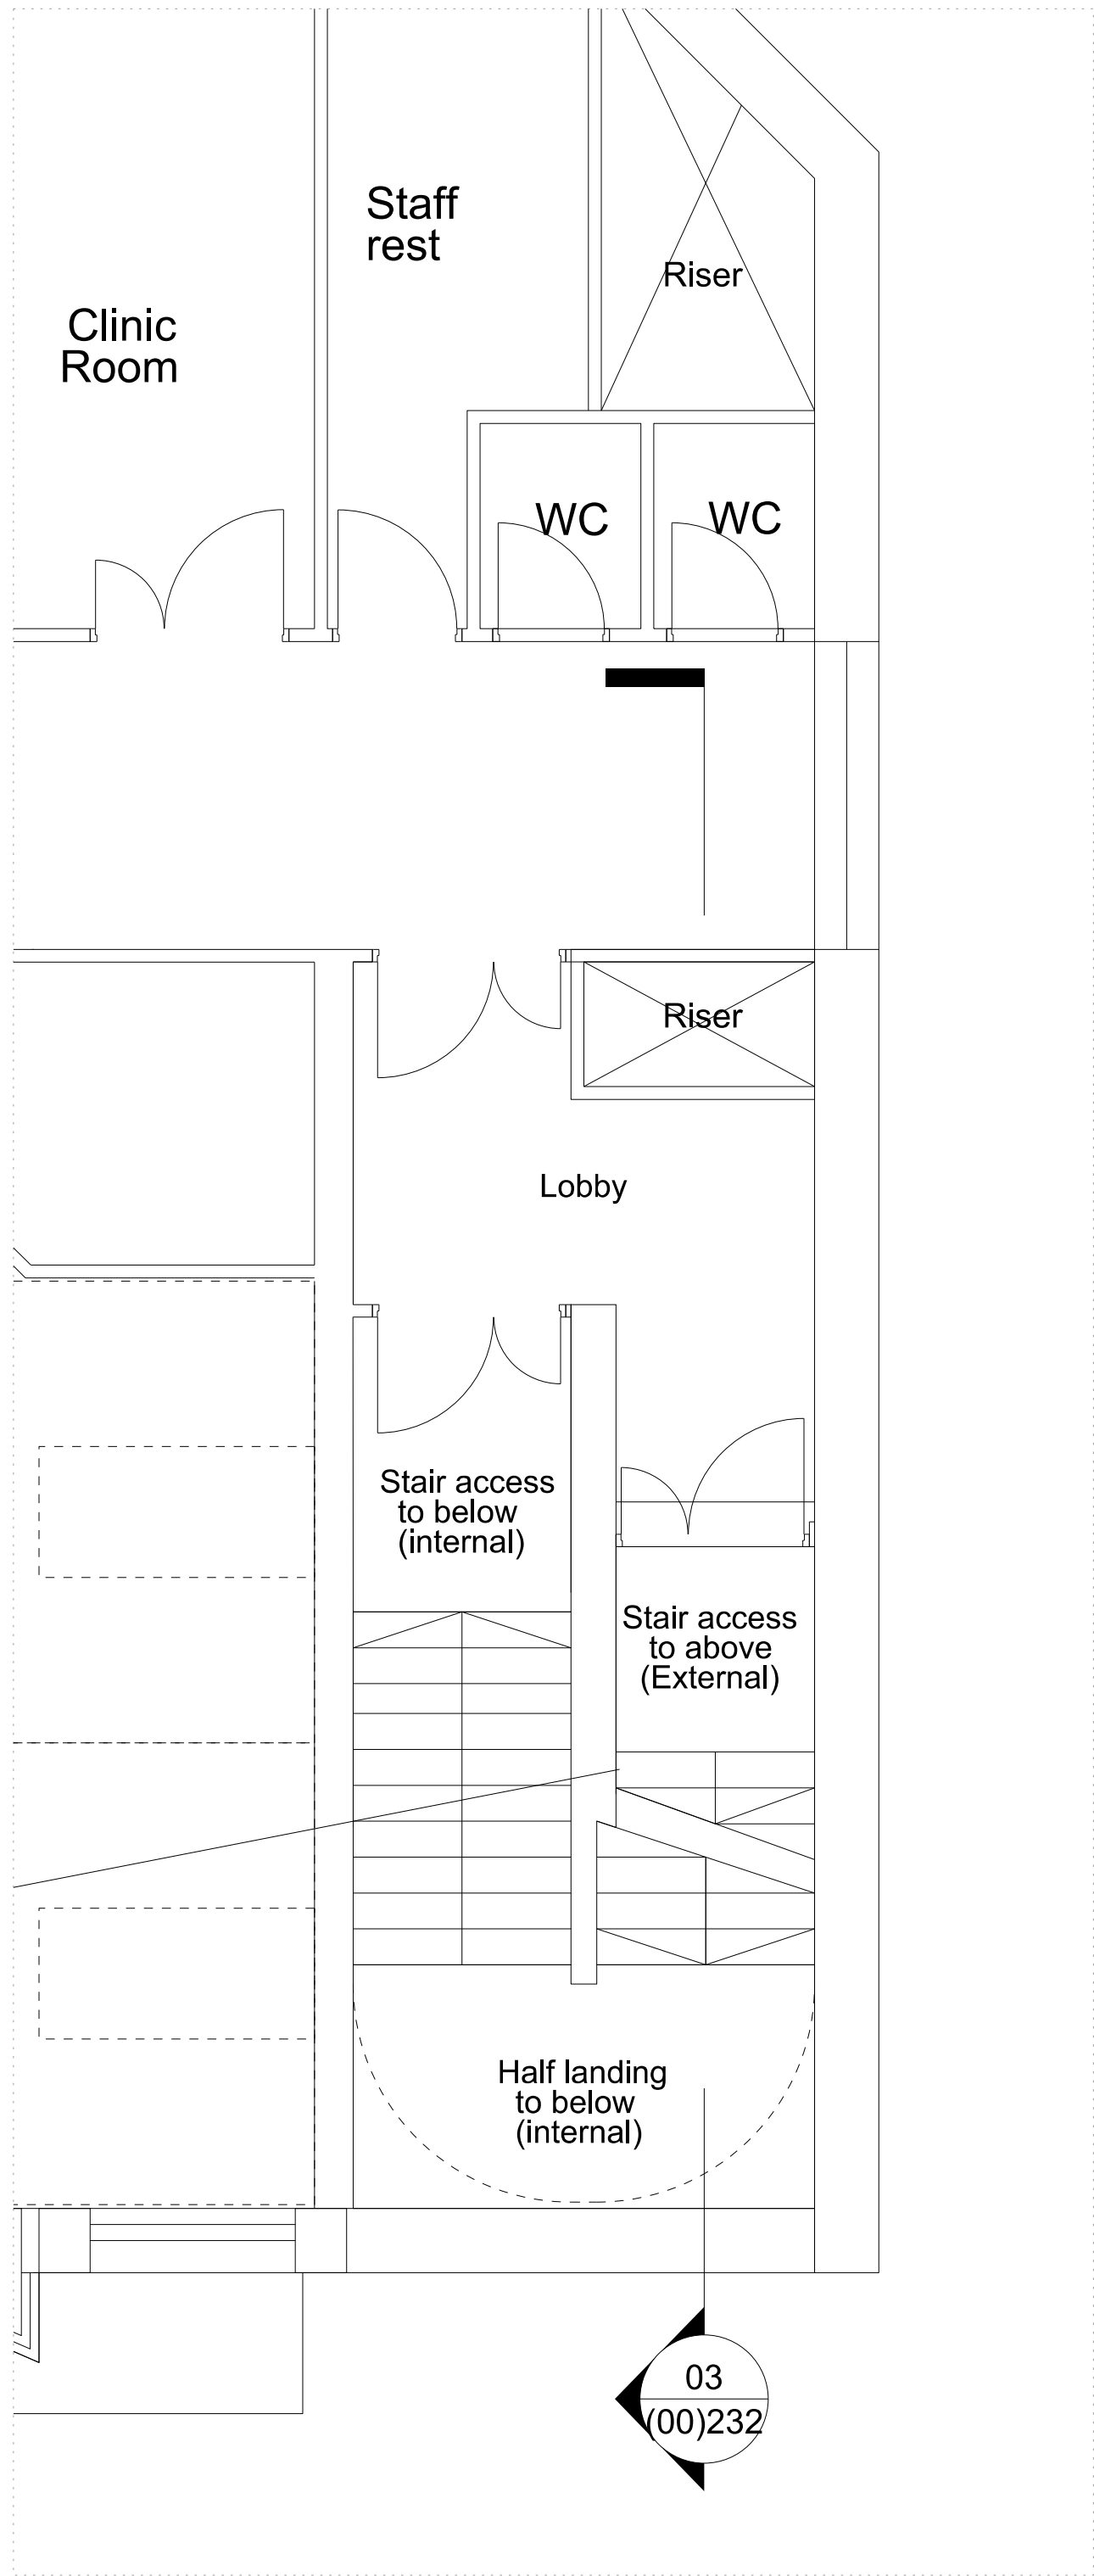 Staff
rest
Riser
Clinic
Room
WC
WC
Riser
Lobby
Stair access
to below
(internal)
Stair access
to above
(External)
Half landing
to below
(internal)
03
(00)232